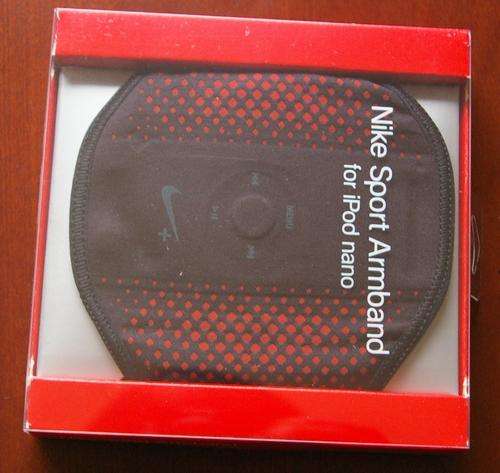 Nike Sport Armband
for iPod nano
MENU